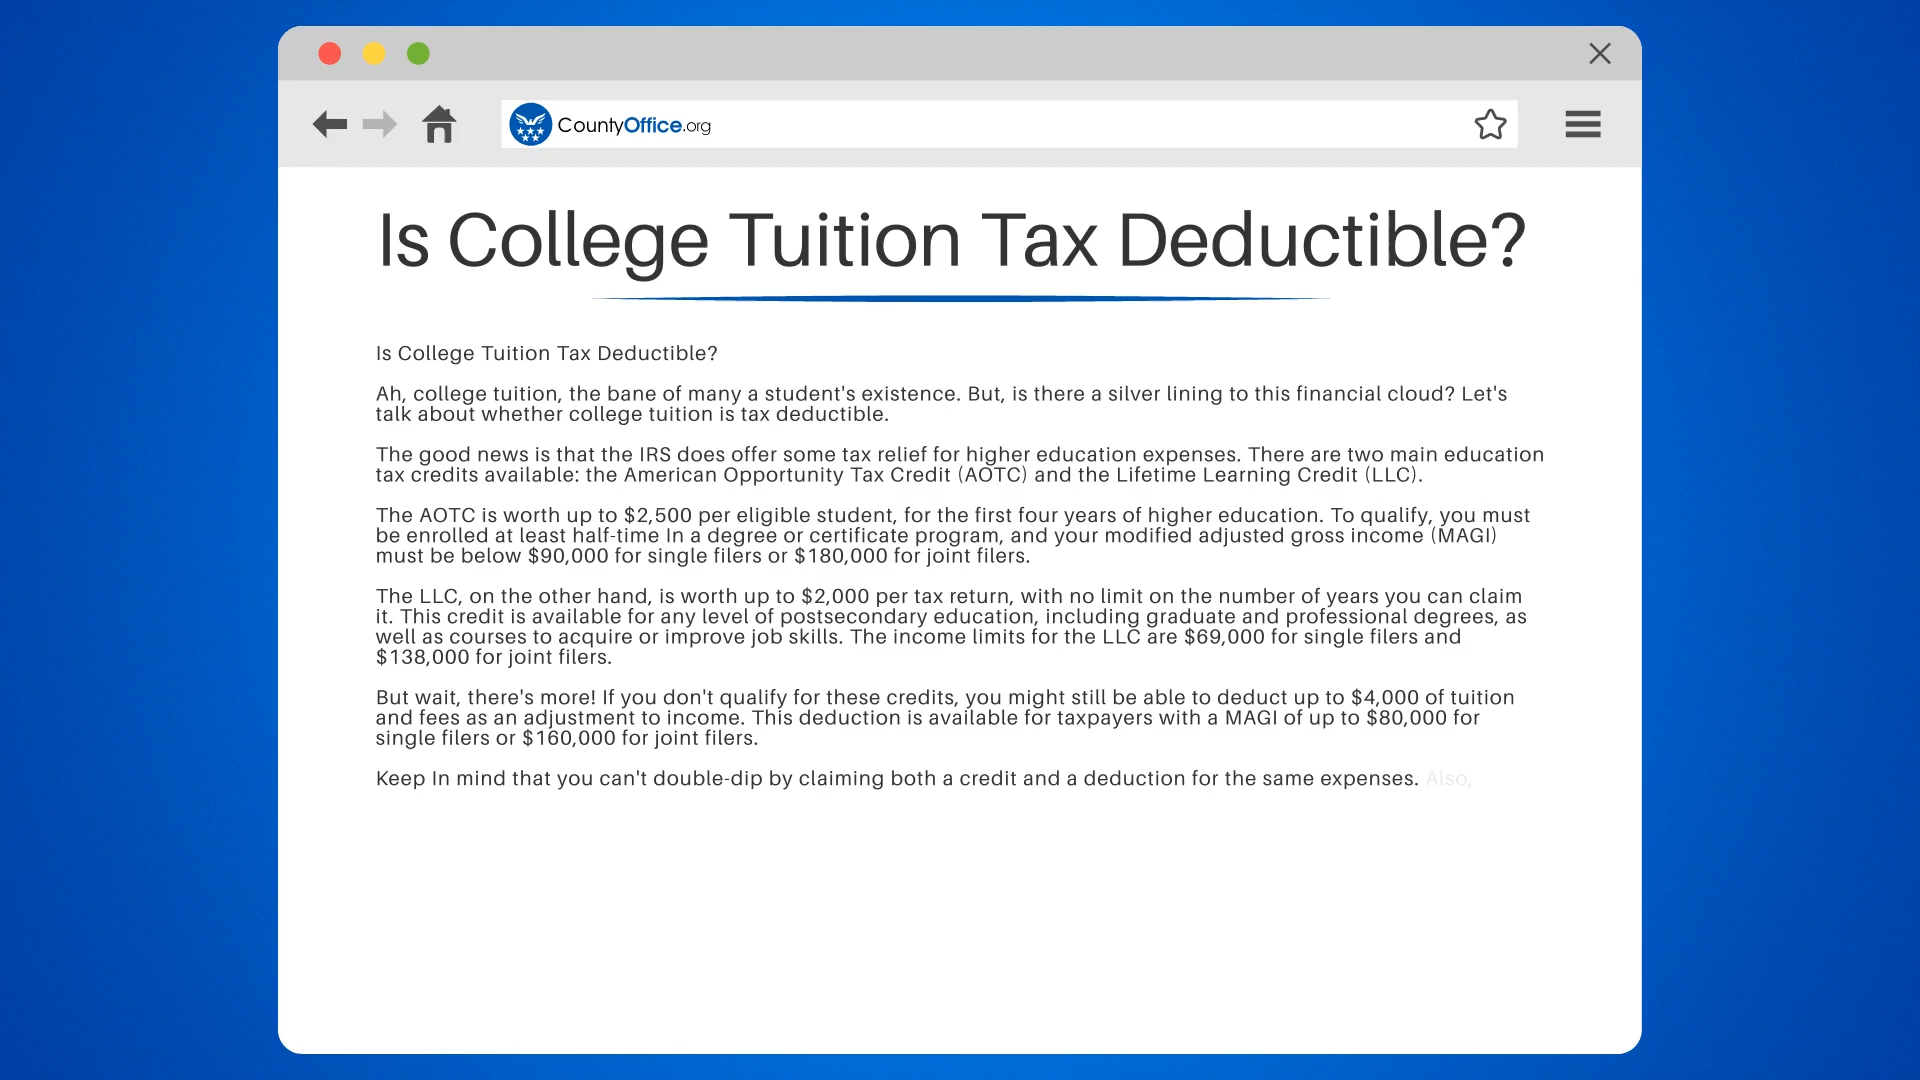 CountyOffice.org
Is College Tuition Tax Deductible?
Is College Tuition Tax Deductible?
Ah, college tuition, the bane of many a student's existence. But, is there a silver lining to this financial cloud? Let's
talk about whether college tuition is tax deductible.
The good news is that the IRS does offer some tax relief for higher education expenses. There are two main education
tax credits available: the American Opportunity Tax Credit (AOTC) and the Lifetime Learning Credit (LLC).
The AOTC is worth up to $2,500 per eligible student, for the first four years of higher education. To qualify, you must
be enrolled at least half-time In a degree or certificate program, and your modified adjusted gross income (MAGI)
must be below $90,000 for single filers or $180,000 for joint filers.
The LLC, on the other hand, is worth up to $2,000 per tax return, with no limit on the number of years you can claim
it. This credit is available for any level of postsecondary education, including graduate and professional degrees, as
well as courses to acquire or improve job skills. The income limits for the LLC are $69,000 for single filers and
$138,000 for joint filers.
But wait, there's more! If you don't qualify for these credits, you might still be able to deduct up to $4,000 of tuition
and fees as an adjustment to income. This deduction is available for taxpayers with a MAGI of up to $80,000 for
single filers or $160,000 for joint filers.
Keep In mind that you can't double-dip by claiming both a credit and a deduction for the same expenses. Also,